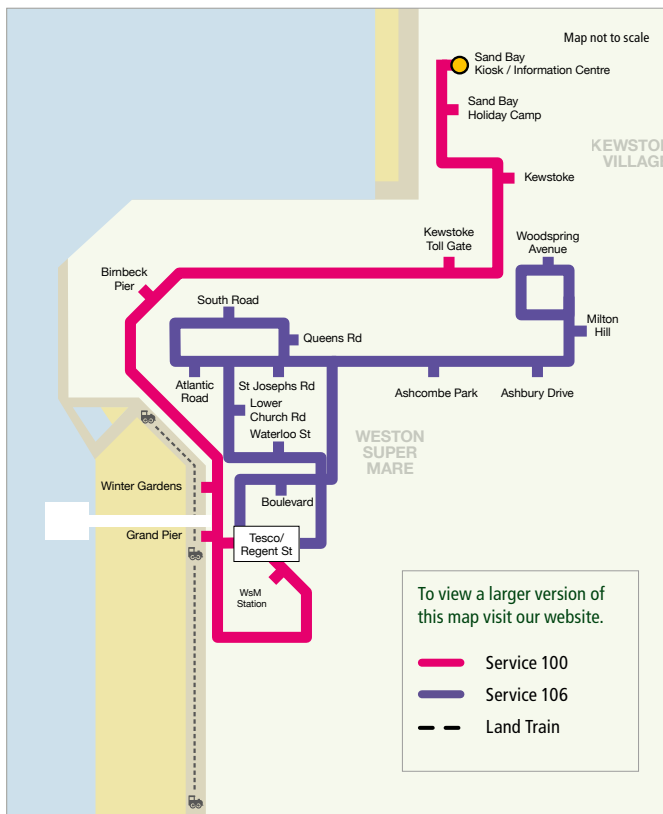 Map not to scale
Sand Bay
Kiosk / Information Centre
Sand Bay
Holiday Camp
KEWSTOK
VILLAGE
Kewstoke
Kewstoke
Toll Gate
Woodspring
Avenue
Birnbeck
Pier
South Road
Queens Rd
Milton
Hill
Atlantic
Road
St Josephs Rd
Ashcombe Park
Ashbury Drive
Lower
Church Rd
Waterloo St
WESTON
SUPER
MARE
Winter Gardens
Boulevard
Grand Pier
Tesco/
Regent St
WsM
Station
To view a larger version of
this map visit our website.
Service 100
Service 106
Land Train